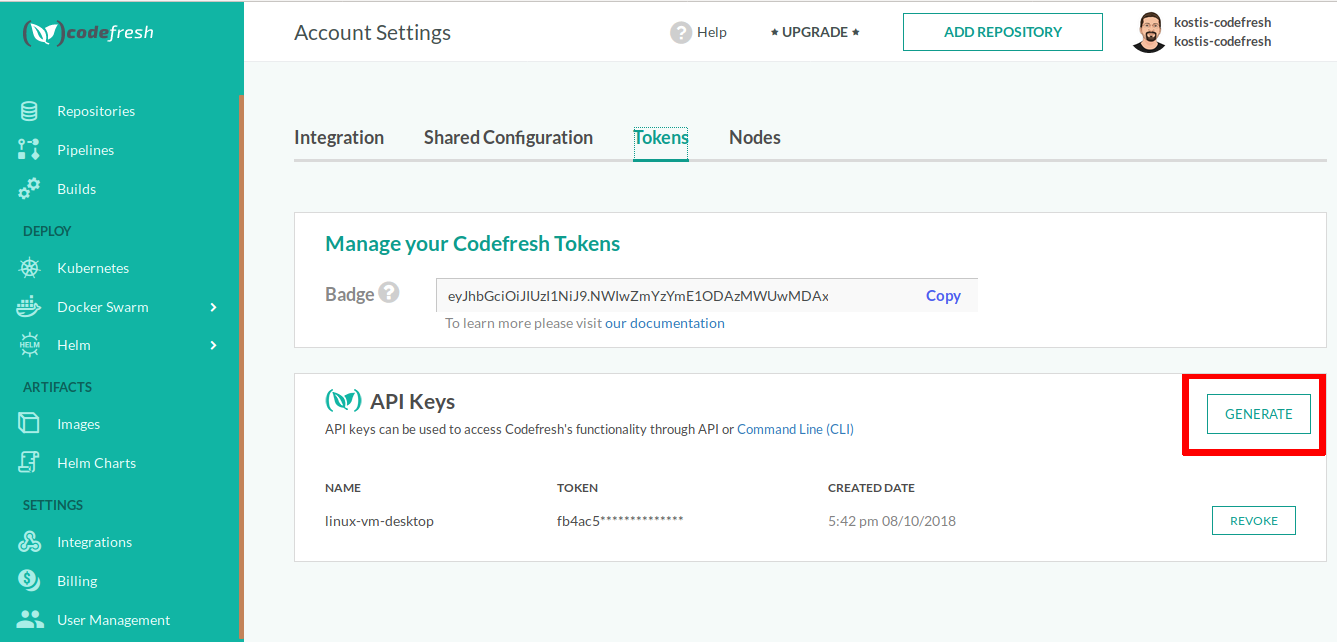 codefresh
Account Settings
? Help
★ UPGRADE ★
ADD REPOSITORY
kostis-codefresh
kostis-codefresh
Repositories
Pipelines
Builds
DEPLOY
Kubernetes
Docker Swarm
HELM Helm
ARTIFACTS
Images
Helm Charts
SETTINGS
Integrations
$ Billing
User Management
Integration Shared Configuration Tokens Nodes
Manage your Codefresh Tokens
Badge ? eyJhbGciOiJIUzI1NiJ9.NWIwZmYzYmE1ODAzMWUwMDAx Copy
To learn more please visit our documentation
API Keys
GENERATE
API keys can be used to access Codefresh's functionality through API or Command Line (CLI)
NAME TOKEN CREATED DATE
linux-vm-desktop fb4ac5************** 5:42 pm 08/10/2018 REVOKE